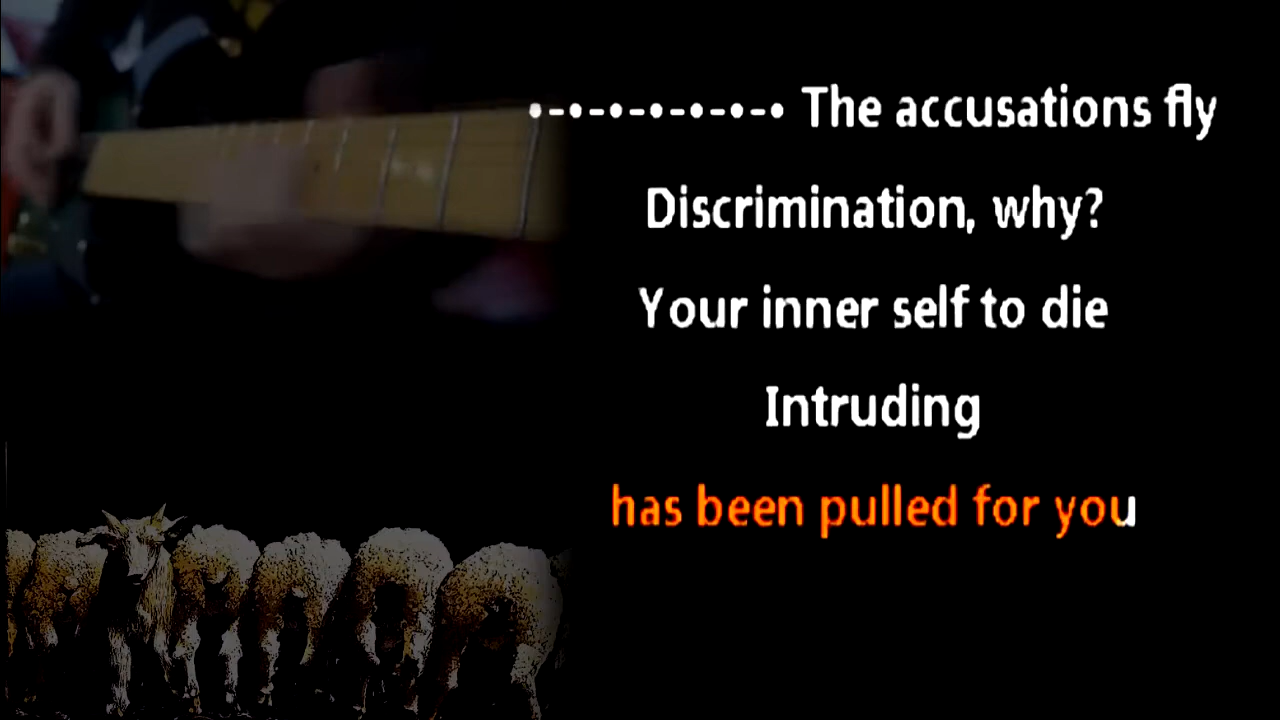 •-•-•-•-•-•-• The accusations fly
Discrimination, why?
Your inner self to die
Intruding
has been pulled for you